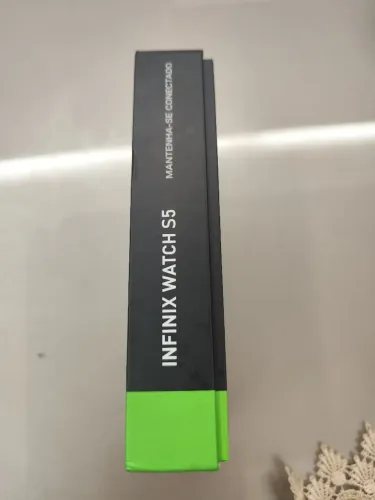 INFINIX WATCH S5
MANTENHA-SE CONECTADO